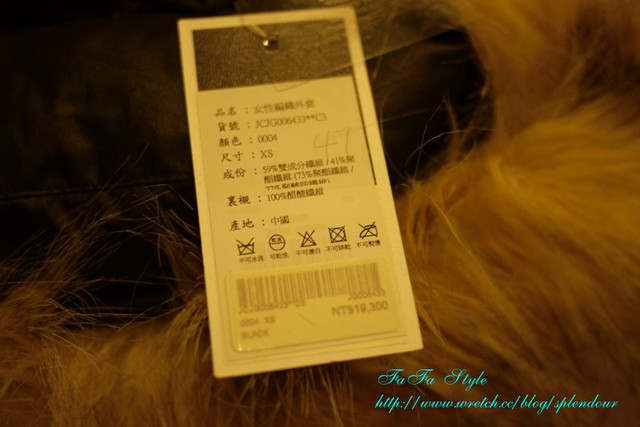 品名：女性編織外套
貨號：JCJG006433**C3
顏色：0004
47
尺寸：XS
成份：59%雙成分纖維 / 41%聚
酯纖維 (73%聚酯纖維 /
裏襯：100%醋酸纖維
產地：中國
不可水洗 可乾洗 不可漂白 不可烘乾 不可熨燙
NT$19,300
0004 XS
BLACK
FaFa Style
http://www.wretch.cc/blog/splendour